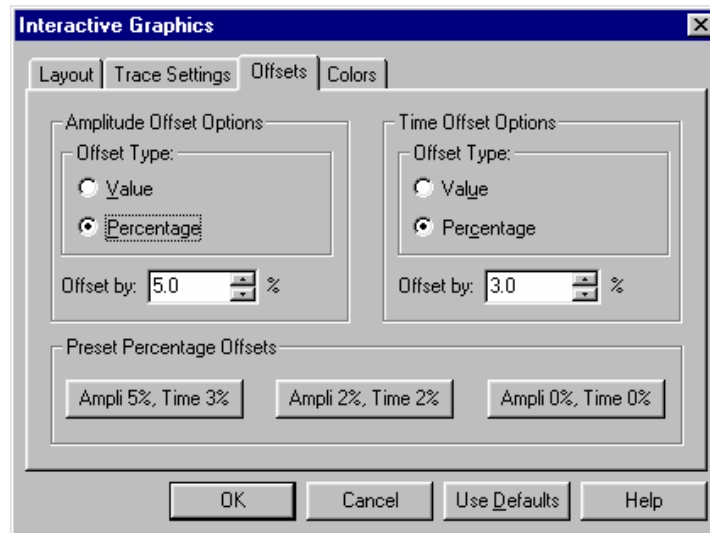 Interactive Graphics
Layout Trace Settings Offsets Colors
Amplitude Offset Options
Offset Type:
Value
Percentage
Offset by: 5.0 %
Time Offset Options
Offset Type:
Value
Percentage
Offset by: 3.0 %
Preset Percentage Offsets
Ampli 5%, Time 3% Ampli 2%, Time 2% Ampli 0%, Time 0%
OK Cancel Use Defaults Help